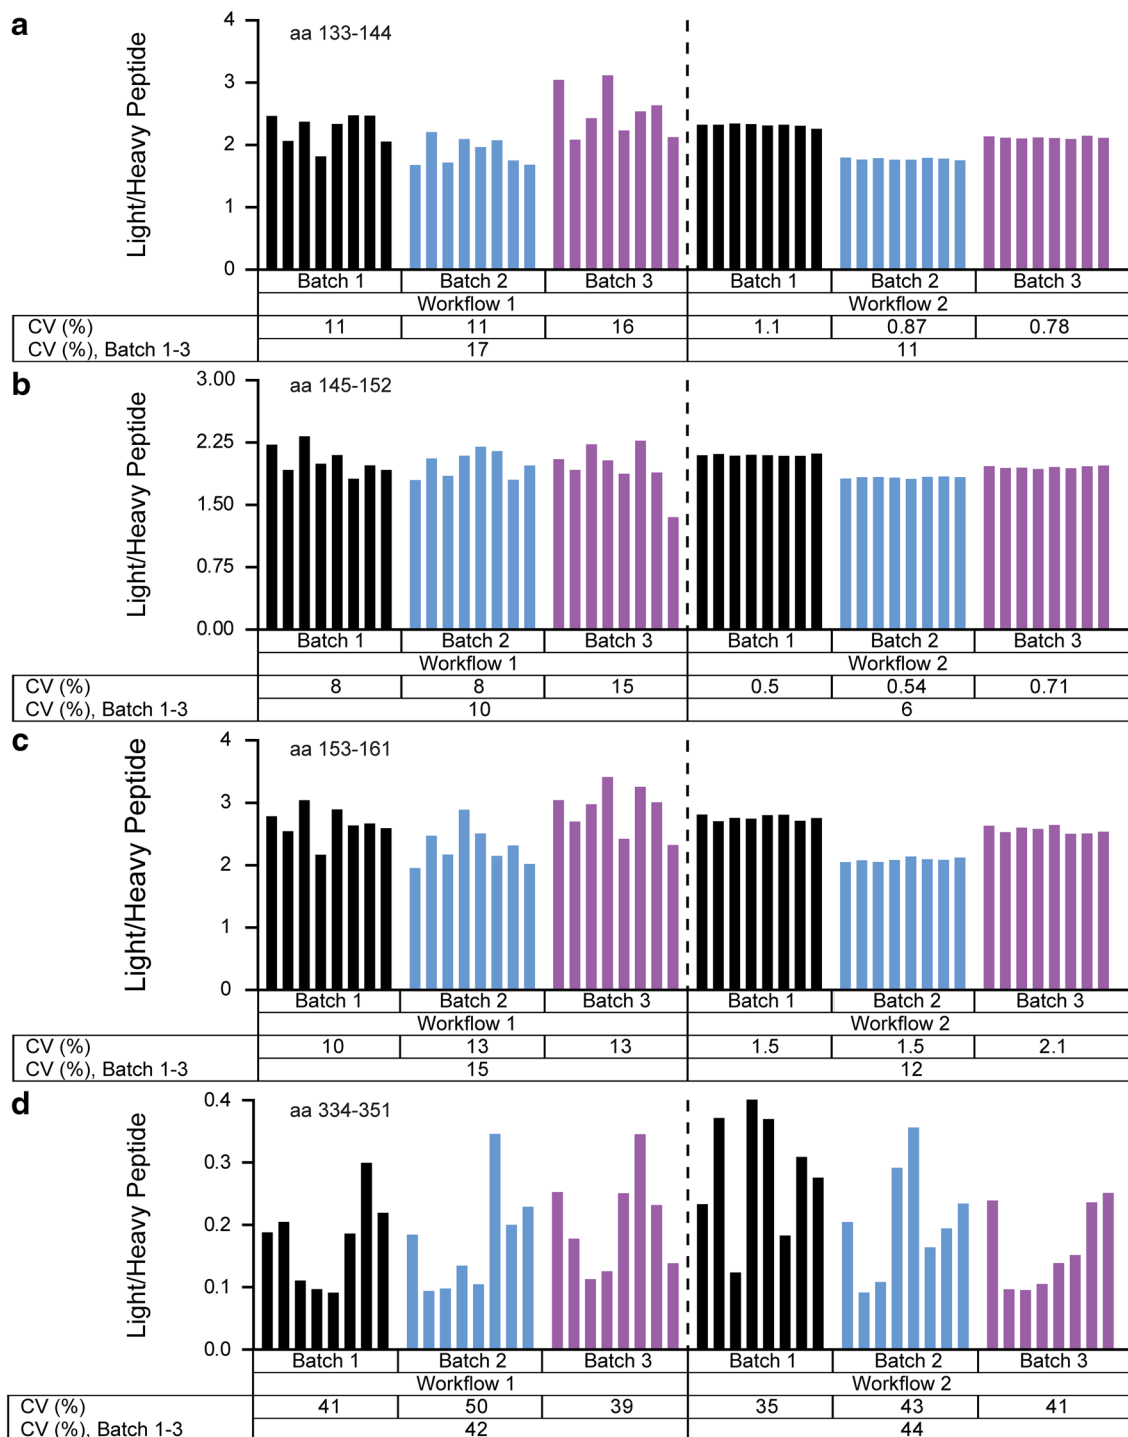 a
aa 133-144
Light/Heavy Peptide
4
3
2
1
0
Batch 1 Batch 2 Batch 3 Batch 1 Batch 2 Batch 3
Workflow 1 Workflow 2
CV (%) 11 11 16 1.1 0.87 0.78
CV (%), Batch 1-3 17 11
b
aa 145-152
Light/Heavy Peptide
3.00
2.25
1.50
0.75
0.00
Batch 1 Batch 2 Batch 3 Batch 1 Batch 2 Batch 3
Workflow 1 Workflow 2
CV (%) 8 8 15 0.5 0.54 0.71
CV (%), Batch 1-3 10 6
c
aa 153-161
Light/Heavy Peptide
4
3
2
1
0
Batch 1 Batch 2 Batch 3 Batch 1 Batch 2 Batch 3
Workflow 1 Workflow 2
CV (%) 10 13 13 1.5 1.5 2.1
CV (%), Batch 1-3 15 12
d
aa 334-351
Light/Heavy Peptide
0.4
0.3
0.2
0.1
0.0
Batch 1 Batch 2 Batch 3 Batch 1 Batch 2 Batch 3
Workflow 1 Workflow 2
CV (%) 41 50 39 35 43 41
CV (%), Batch 1-3 42 44